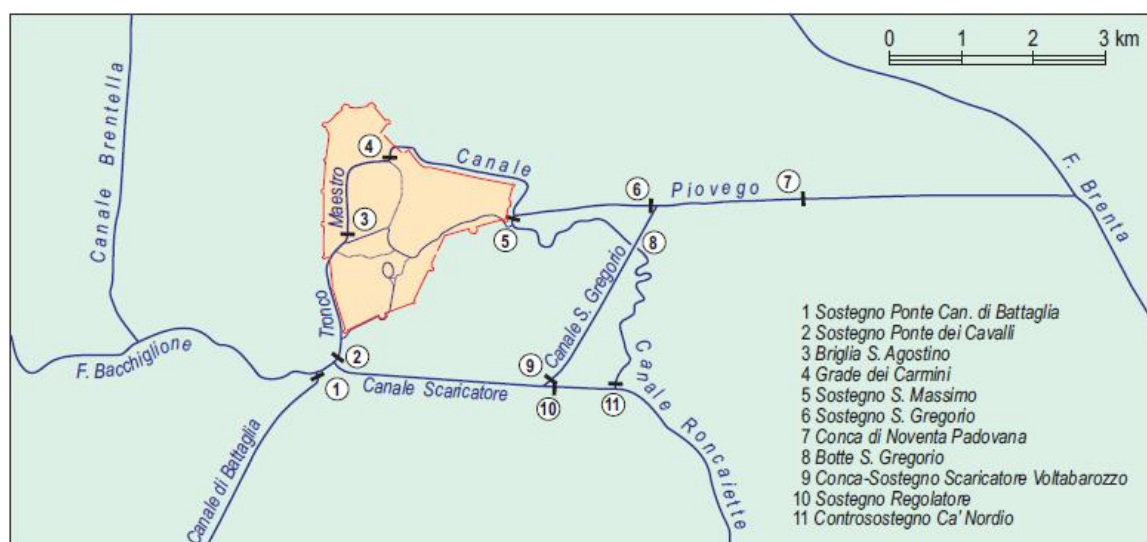 0 1 2 3 km
Canale Brentella
F. Brenta
4
Canale
Maestro
6
Piovego
7
3
5
8
Tronco
Canale S. Gregorio
F. Bacchiglione
2
1
Canale Scaricatore
9
10
11
Canale Roncaiette
Canale di Battaglia
1 Sostegno Ponte Can. di Battaglia
2 Sostegno Ponte dei Cavalli
3 Briglia S. Agostino
4 Grade dei Carmini
5 Sostegno S. Massimo
6 Sostegno S. Gregorio
7 Conca di Noventa Padovana
8 Botte S. Gregorio
9 Conca-Sostegno Scaricatore Voltabarozzo
10 Sostegno Regolatore
11 Controsostegno Ca' Nordio